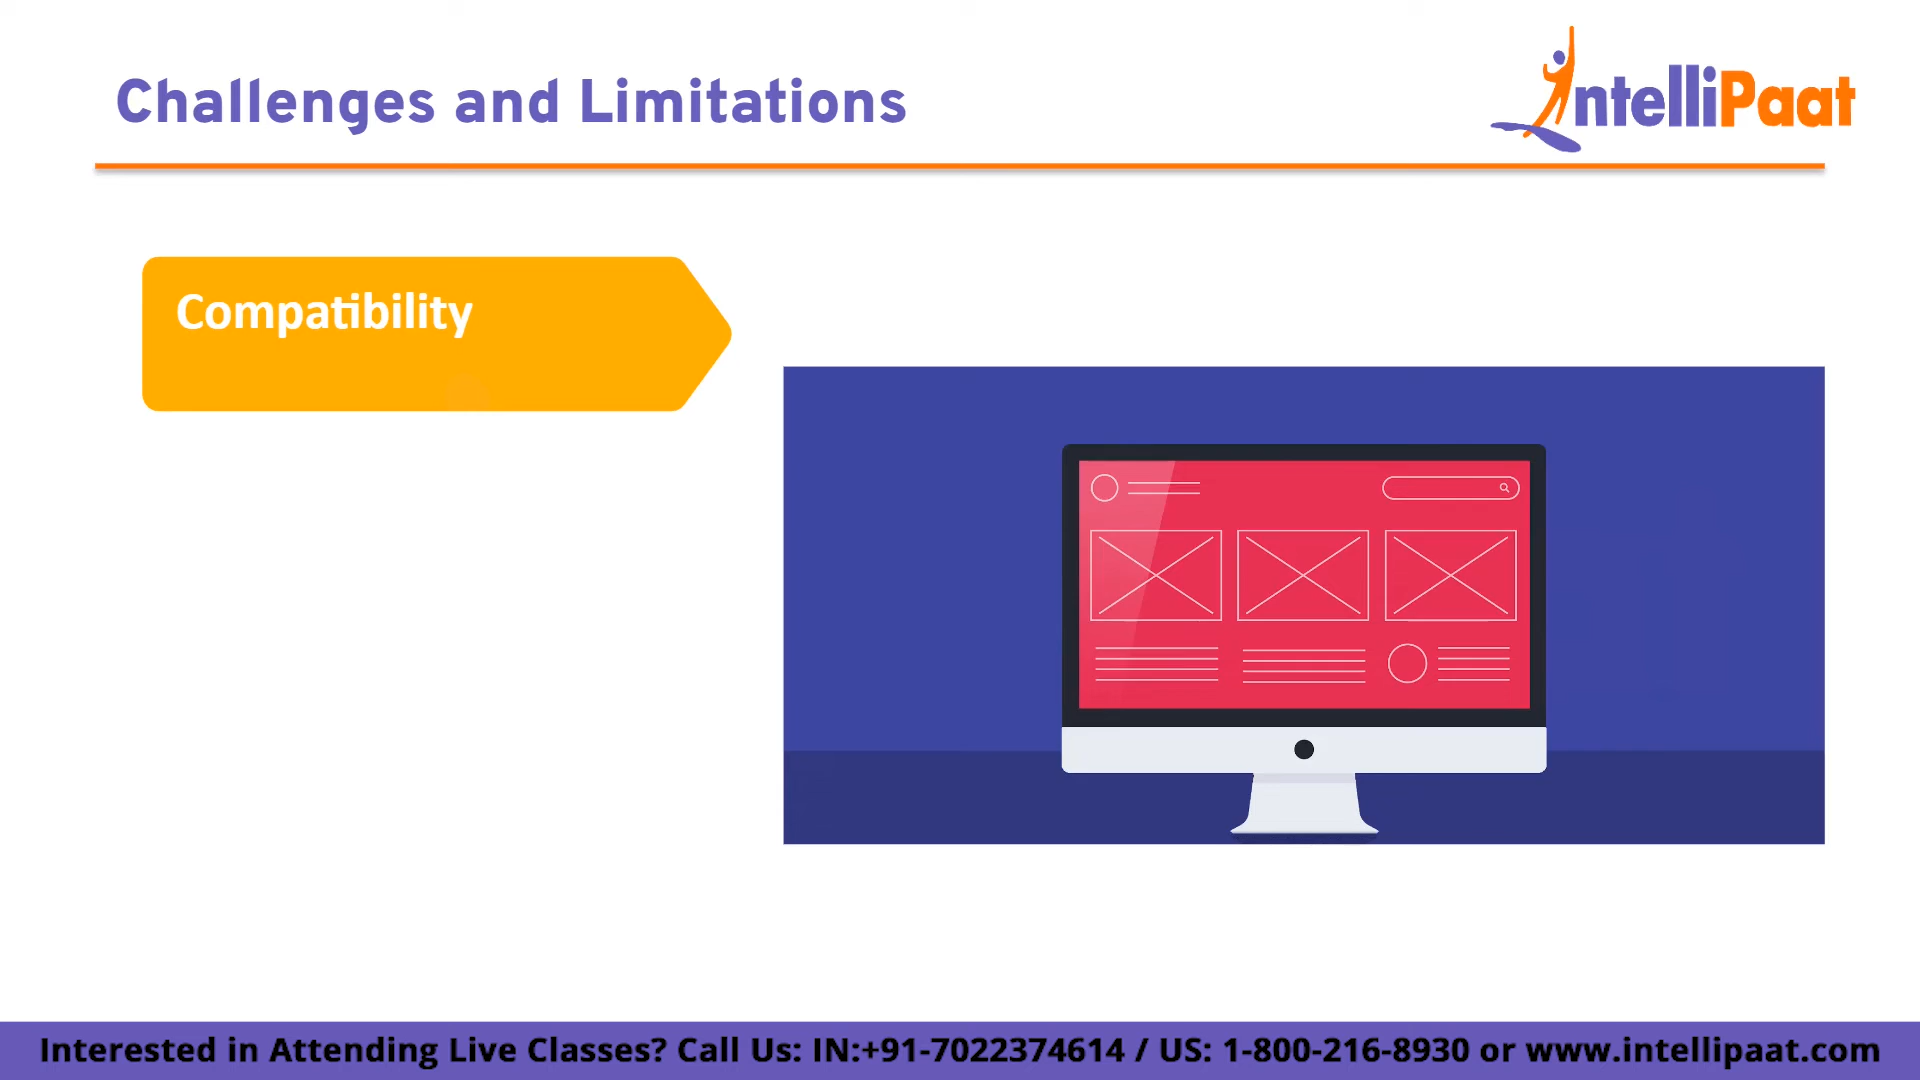 Challenges and Limitations
IntelliPaat
Compatibility
Interested in Attending Live Classes? Call Us: IN:+91-7022374614 / US: 1-800-216-8930 or www.intellipaat.com